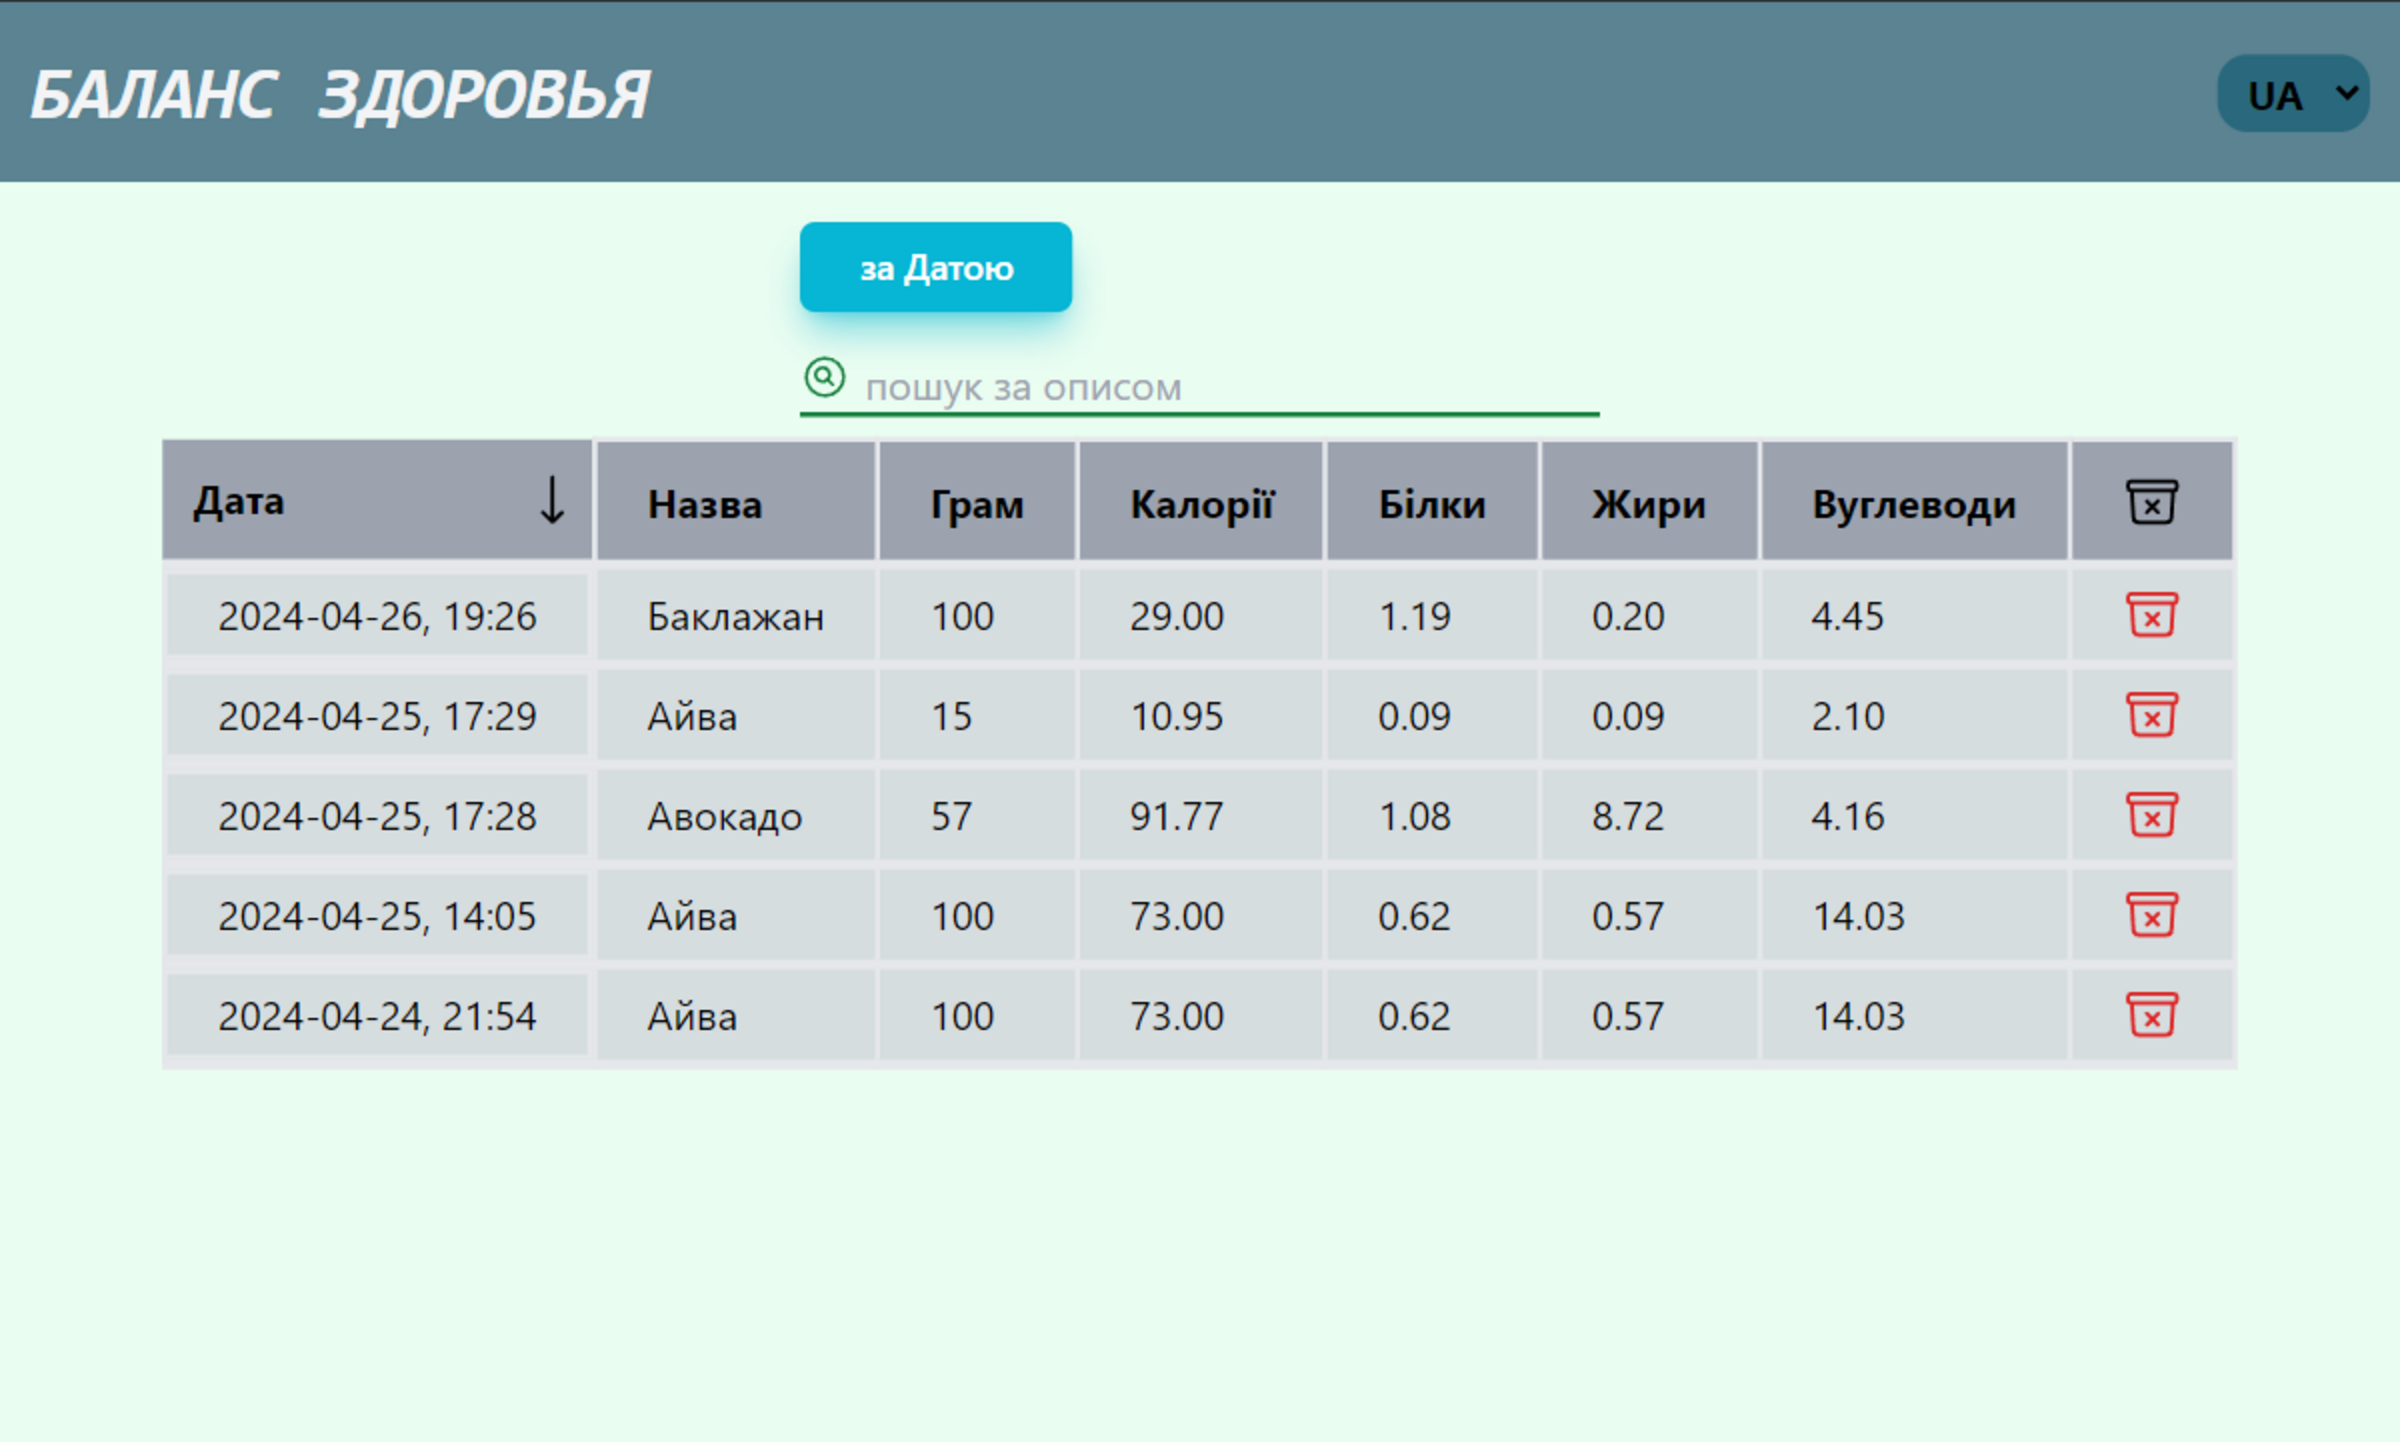 БАЛАНС ЗДОРОВЬЯ
UA
за Датою
пошук за описом
Дата Назва Грам Калорії Білки Жири Вуглеводи
2024-04-26, 19:26 Баклажан 100 29.00 1.19 0.20 4.45
2024-04-25, 17:29 Айва 15 10.95 0.09 0.09 2.10
2024-04-25, 17:28 Авокадо 57 91.77 1.08 8.72 4.16
2024-04-25, 14:05 Айва 100 73.00 0.62 0.57 14.03
2024-04-24, 21:54 Айва 100 73.00 0.62 0.57 14.03